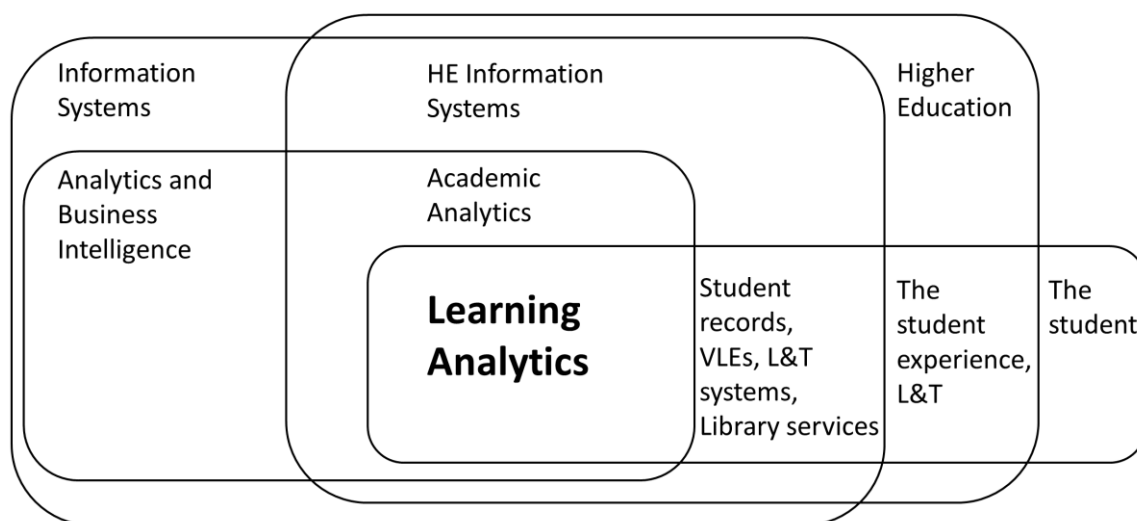 Information
Systems
HE Information
Systems
Higher
Education
Analytics and
Business
Intelligence
Academic
Analytics
Learning
Analytics
Student
records,
VLEs, L&T
systems,
Library services
The
student
experience,
L&T
The
student